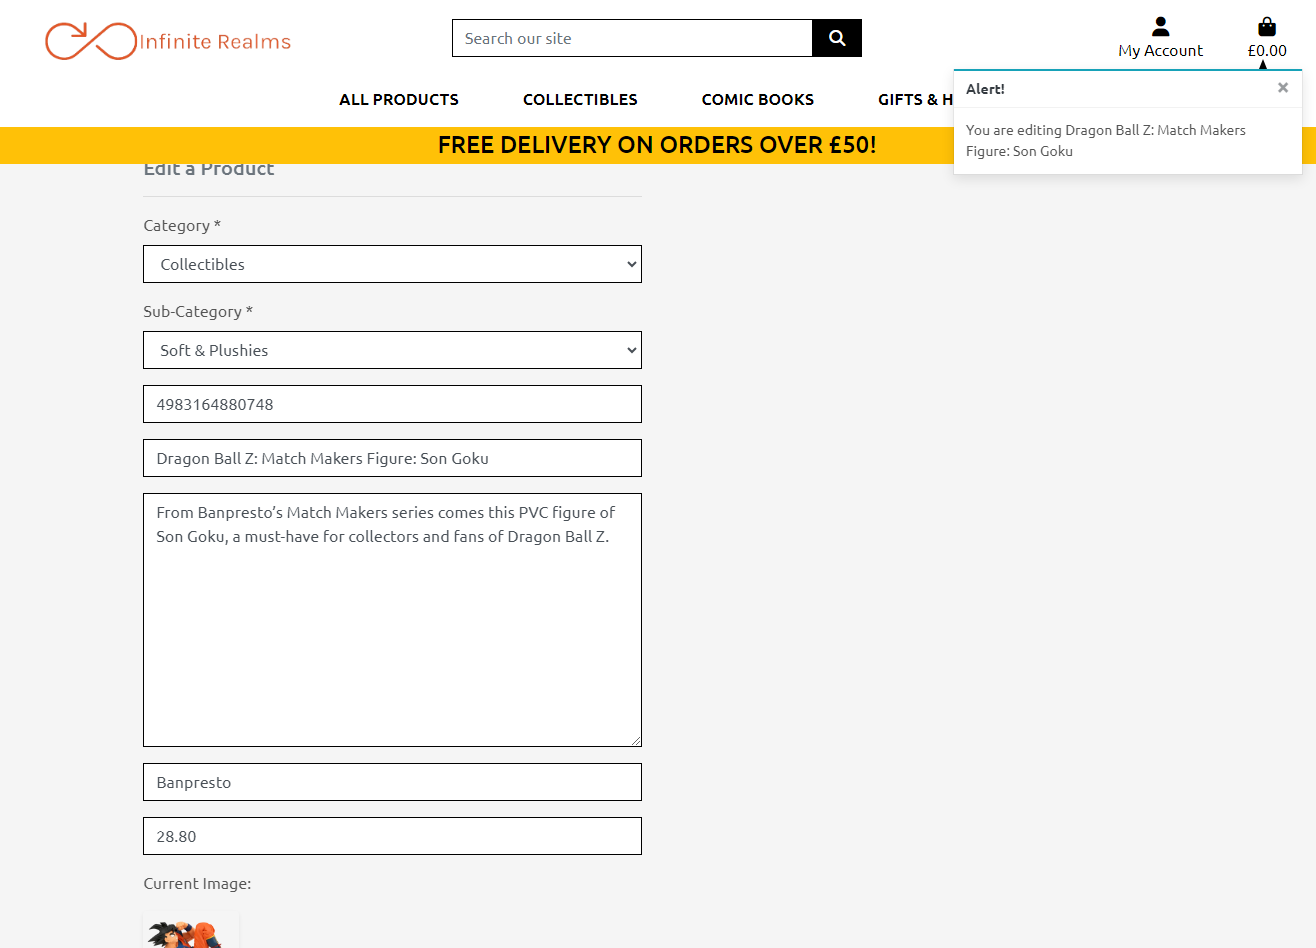 Infinite Realms
Search our site
My Account
£0.00
ALL PRODUCTS COLLECTIBLES COMIC BOOKS GIFTS & H
Alert!
×
You are editing Dragon Ball Z: Match Makers
Figure: Son Goku
FREE DELIVERY ON ORDERS OVER £50!
Edit a Product
Category *
Collectibles
Sub-Category *
Soft & Plushies
4983164880748
Dragon Ball Z: Match Makers Figure: Son Goku
From Banpresto’s Match Makers series comes this PVC figure of
Son Goku, a must-have for collectors and fans of Dragon Ball Z.
Banpresto
28.80
Current Image: